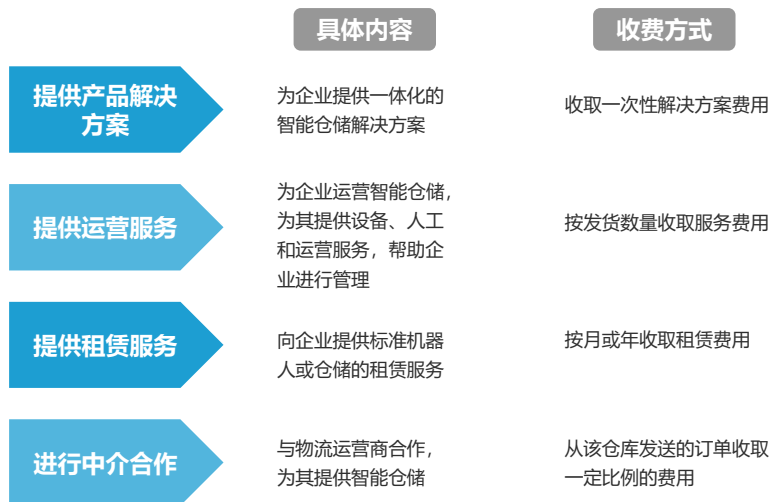 具体内容
收费方式
提供产品解决
方案
为企业提供一体化的
智能仓储解决方案
收取一次性解决方案费用
提供运营服务
为企业运营智能仓储，
为其提供设备、人工
和运营服务，帮助企
业进行管理
按发货数量收取服务费用
提供租赁服务
向企业提供标准机器
人或仓储的租赁服务
按月或年收取租赁费用
进行中介合作
与物流运营商合作，
为其提供智能仓储
从该仓库发送的订单收取
一定比例的费用